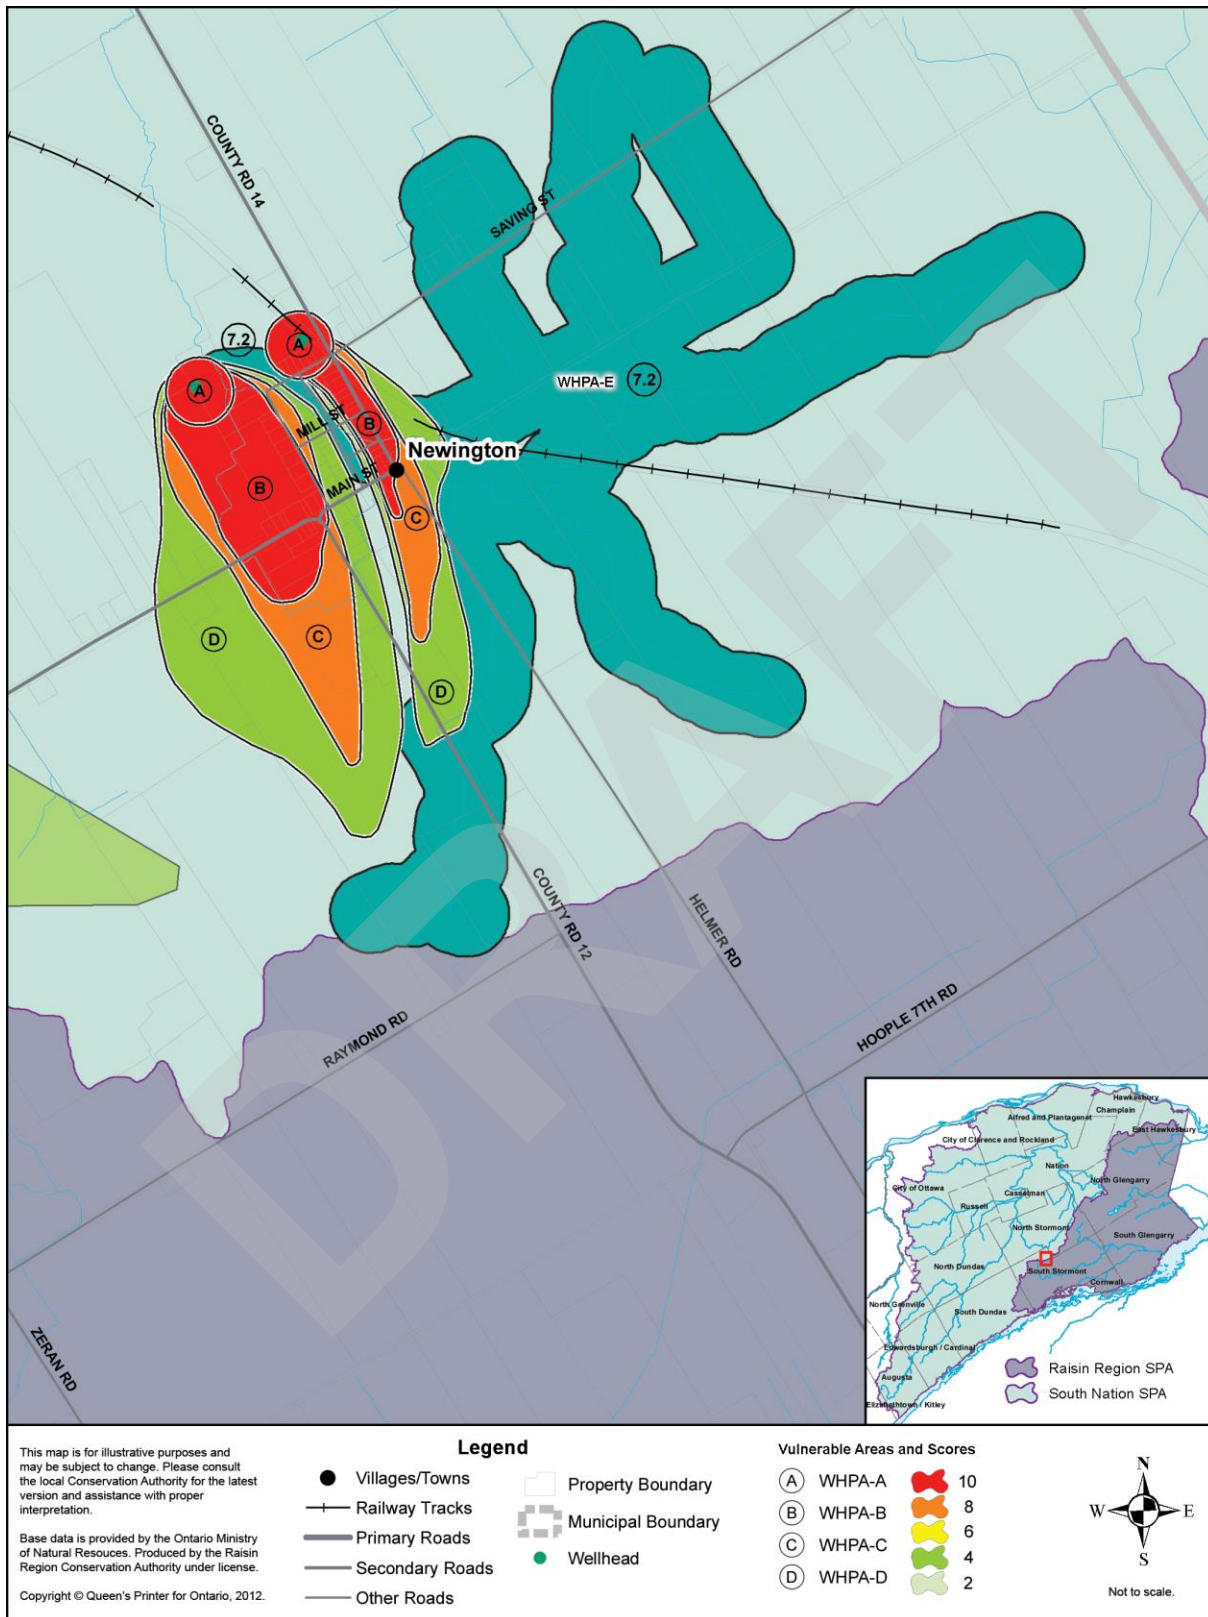 COUNTY RD 14
SAVING ST
7.2
A
A
WHPA-E
7.2
MILL ST
B
Newington
MAIN ST
B
C
D
C
D
COUNTY RD 12
HELMER RD
RAYMOND RD
HOOPLE 7TH RD
ZERAN RD
DRAFT
Hawkesbury
Champlain
Alfred and Plantagenet
East Hawkesbury
City of Clarence and Rockland
Nation
North Glengarry
City of Ottawa
Casselman
Russell
North Stormont
South Glengarry
North Dundas
South Stormont
Cornwall
North Grenville
South Dundas
Edwardsburgh / Cardinal
Augusta
Elizabethtown / Kitley
Raisin Region SPA
South Nation SPA
This map is for illustrative purposes and
may be subject to change. Please consult
the local Conservation Authority for the latest
version and assistance with proper
interpretation.
Base data is provided by the Ontario Ministry
of Natural Resouces. Produced by the Raisin
Region Conservation Authority under license.
Copyright © Queen's Printer for Ontario, 2012.
Legend
Villages/Towns
Railway Tracks
Primary Roads
Secondary Roads
Other Roads
Property Boundary
Municipal Boundary
Wellhead
Vulnerable Areas and Scores
A WHPA-A 10
B WHPA-B 8
6
C WHPA-C 4
D WHPA-D 2
N
W E
S
Not to scale.